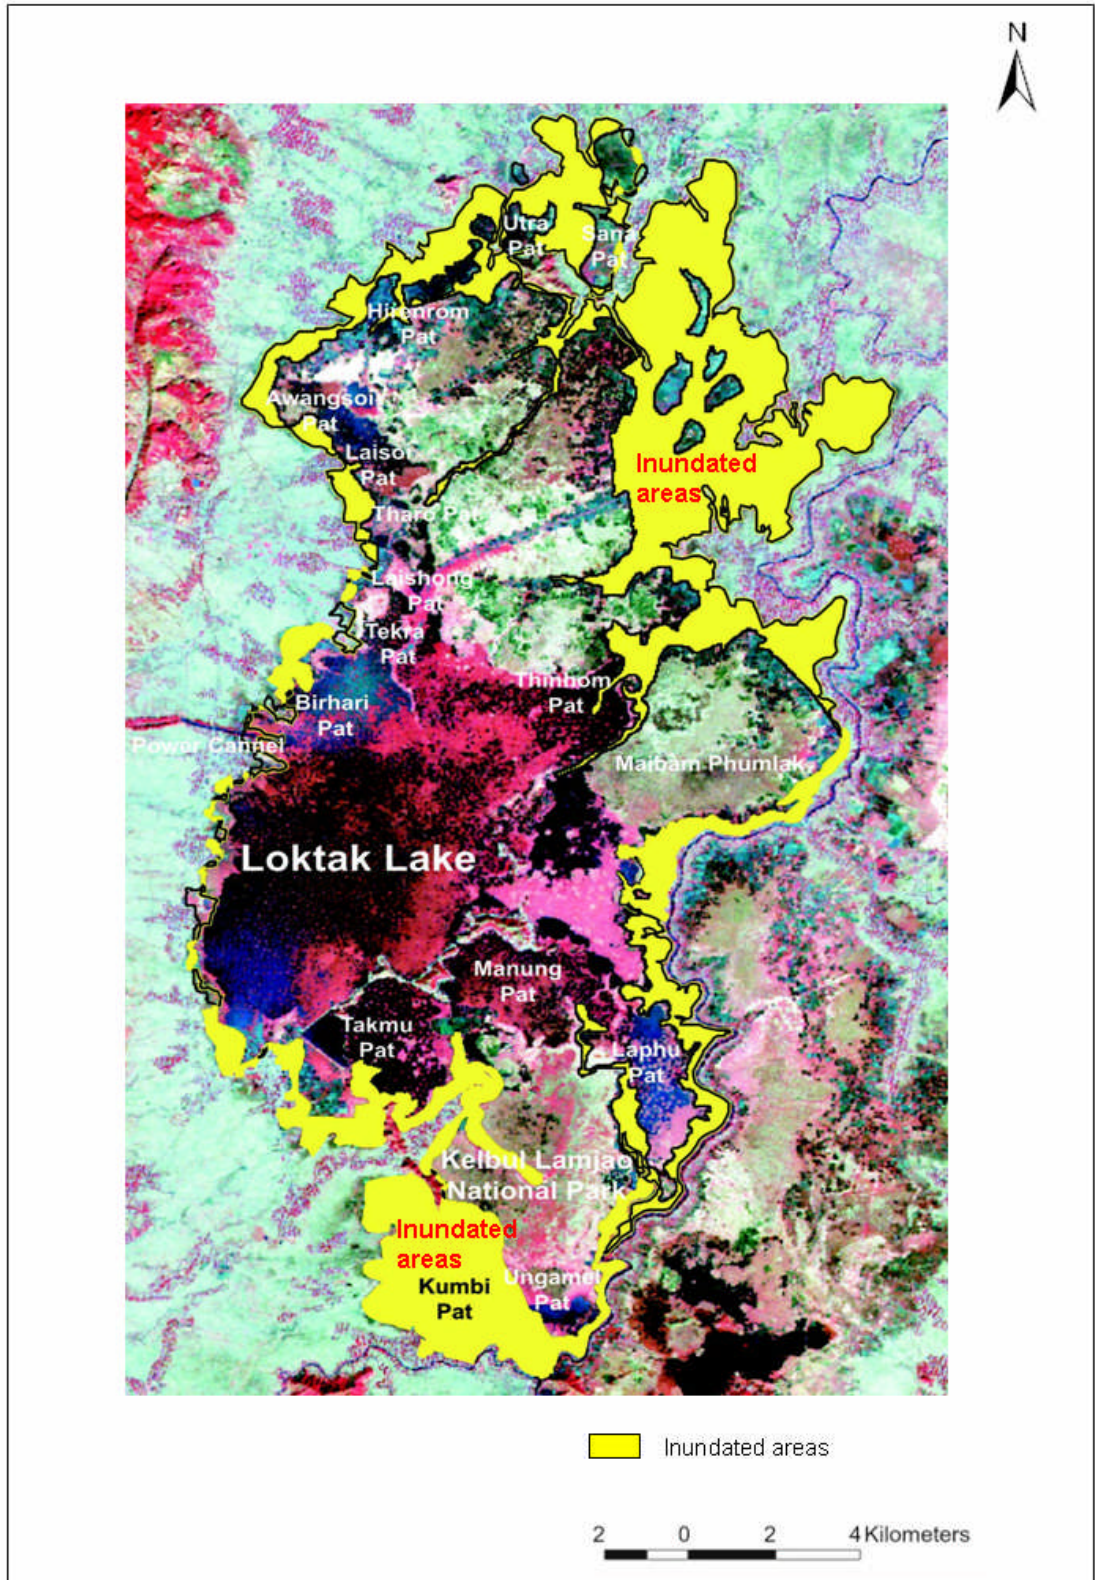 N
Utra
Pat
Sana
Pat
Hirenrom
Pat
Awangsoi
Pat
Laisoi
Pat
Inundated
areas
Tharo Pat
Laishong
Pat
Tekra
Pat
Thinhom
Pat
Birhari
Pat
Power Cannel
Maibam Phumlak
Loktak Lake
Manung
Pat
Takmu
Pat
Laphu
Pat
Kelbul Lamjao
National Park
Inundated
areas
Kumbi
Pat
Ungamel
Pat
Inundated areas
2 0 2 4 Kilometers